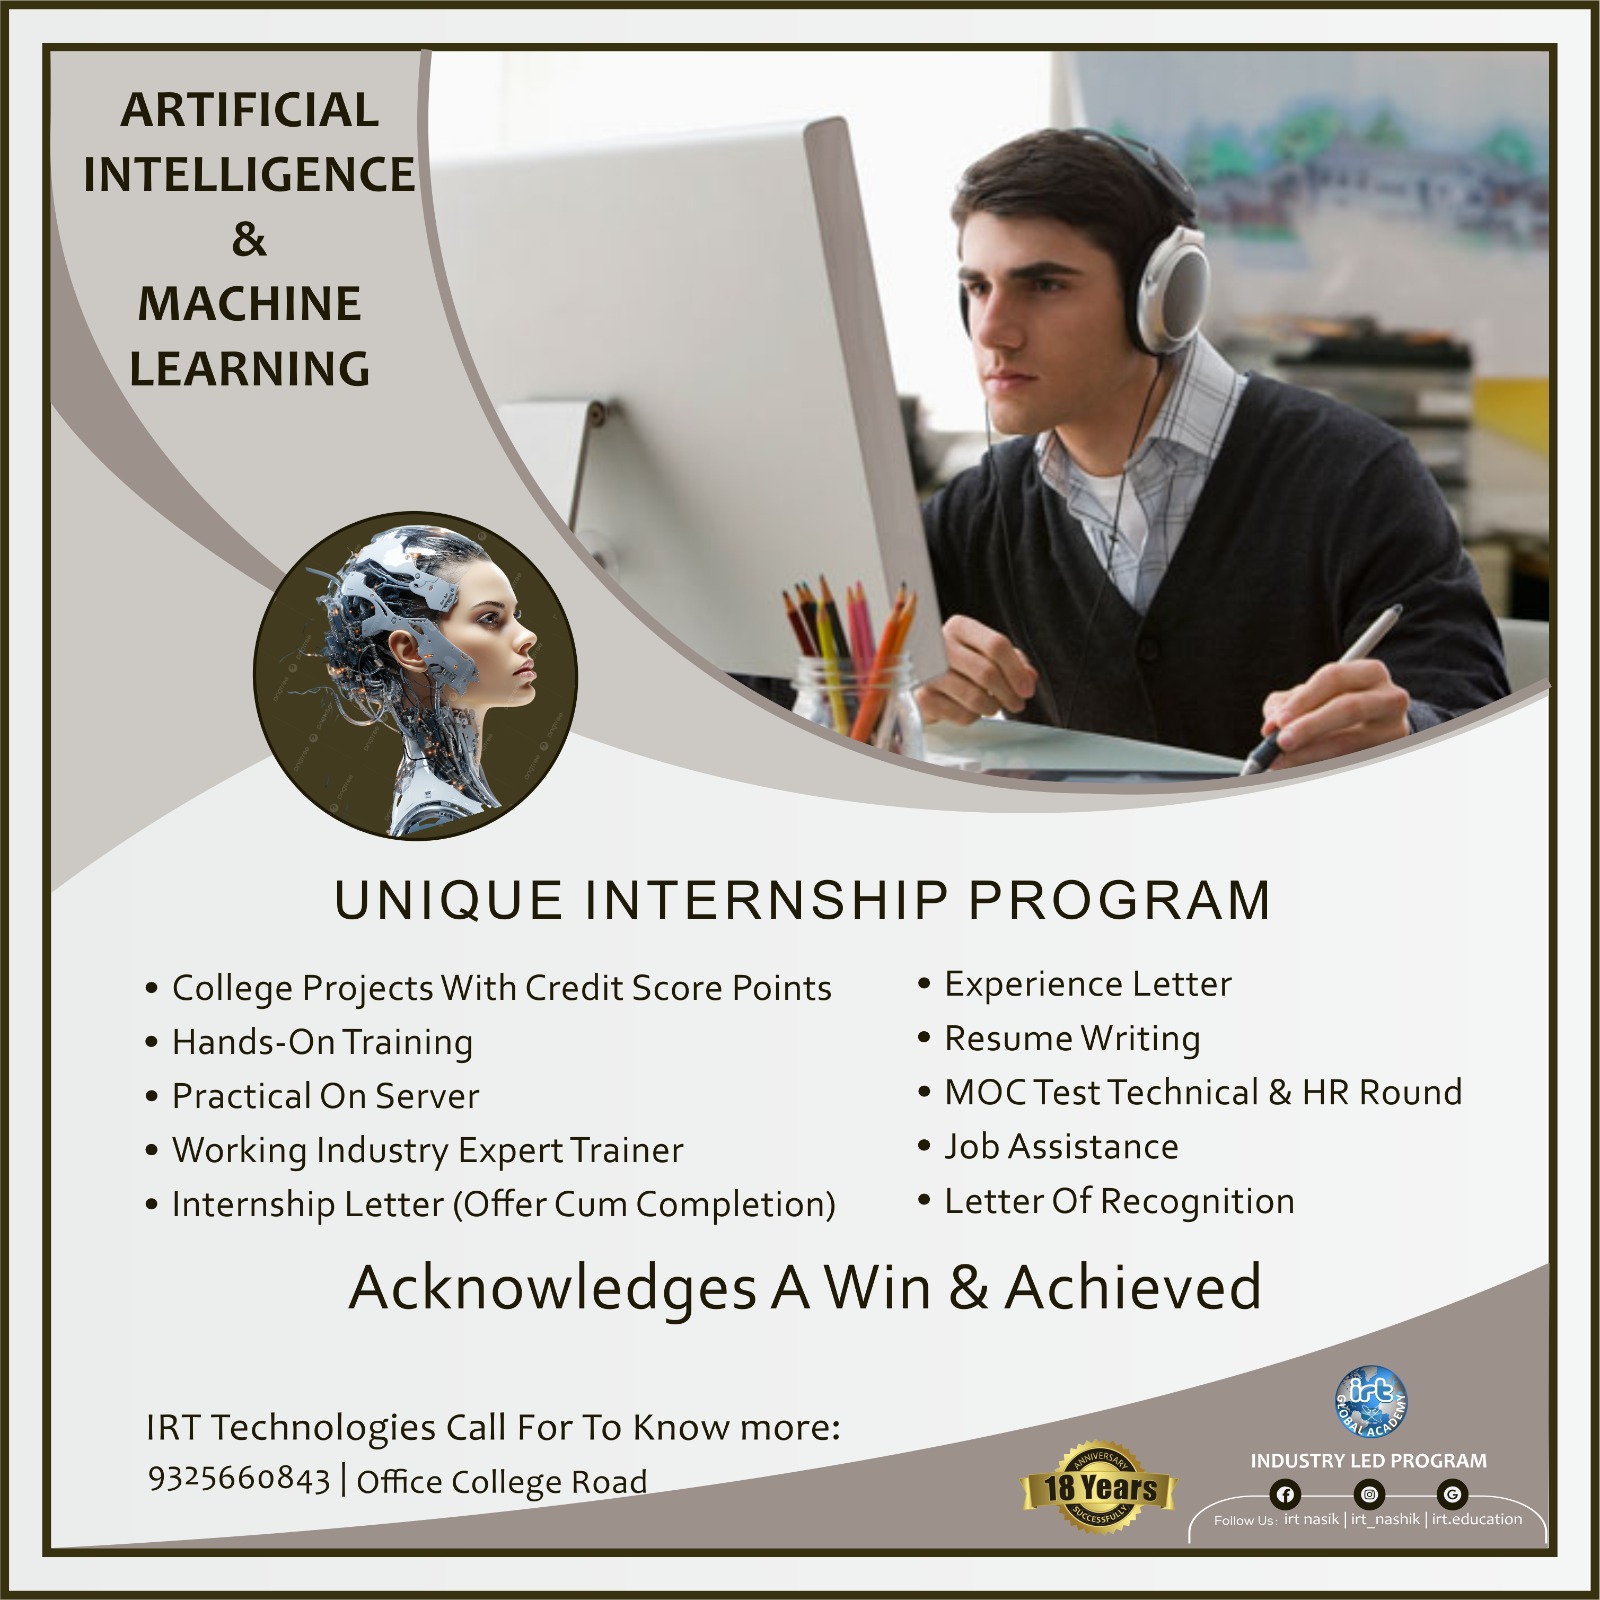 ARTIFICIAL
INTELLIGENCE
&
MACHINE
LEARNING
UNIQUE INTERNSHIP PROGRAM
• College Projects With Credit Score Points
• Hands-On Training
• Practical On Server
• Working Industry Expert Trainer
• Internship Letter (Offer Cum Completion)
• Experience Letter
• Resume Writing
• MOC Test Technical & HR Round
• Job Assistance
• Letter Of Recognition
Acknowledges A Win & Achieved
IRT Technologies Call For To Know more:
9325660843 | Office College Road
ANNIVERSARY
18 Years
SUCCESSFULLY
irt
GLOBAL ACADEMY
INDUSTRY LED PROGRAM
Follow Us: irt nasik | irt_nashik | irt.education